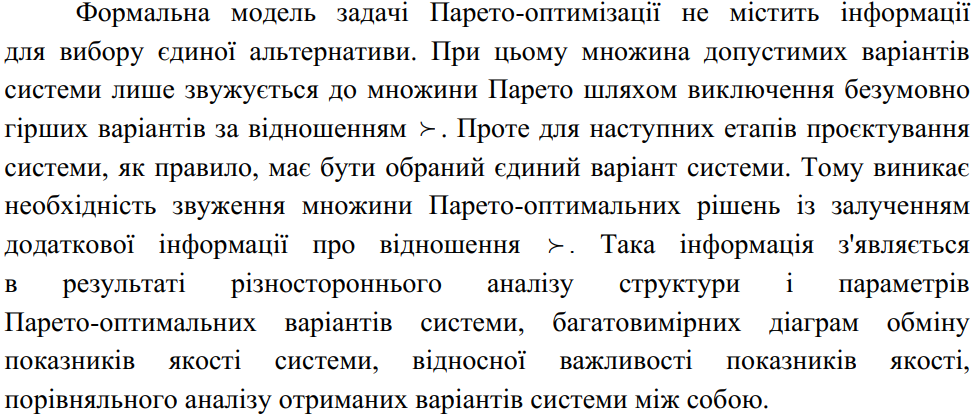 Формальна модель задачі Парето-оптимізації не містить інформації
для вибору єдиної альтернативи. При цьому множина допустимих варіантів
системи лише звужується до множини Парето шляхом виключення безумовно
гірших варіантів за відношенням ≻. Проте для наступних етапів проєктування
системи, як правило, має бути обраний єдиний варіант системи. Тому виникає
необхідність звуження множини Парето-оптимальних рішень із залученням
додаткової інформації про відношення ≻. Така інформація з'являється
в результаті різностороннього аналізу структури і параметрів
Парето-оптимальних варіантів системи, багатовимірних діаграм обміну
показників якості системи, відносної важливості показників якості,
порівняльного аналізу отриманих варіантів системи між собою.